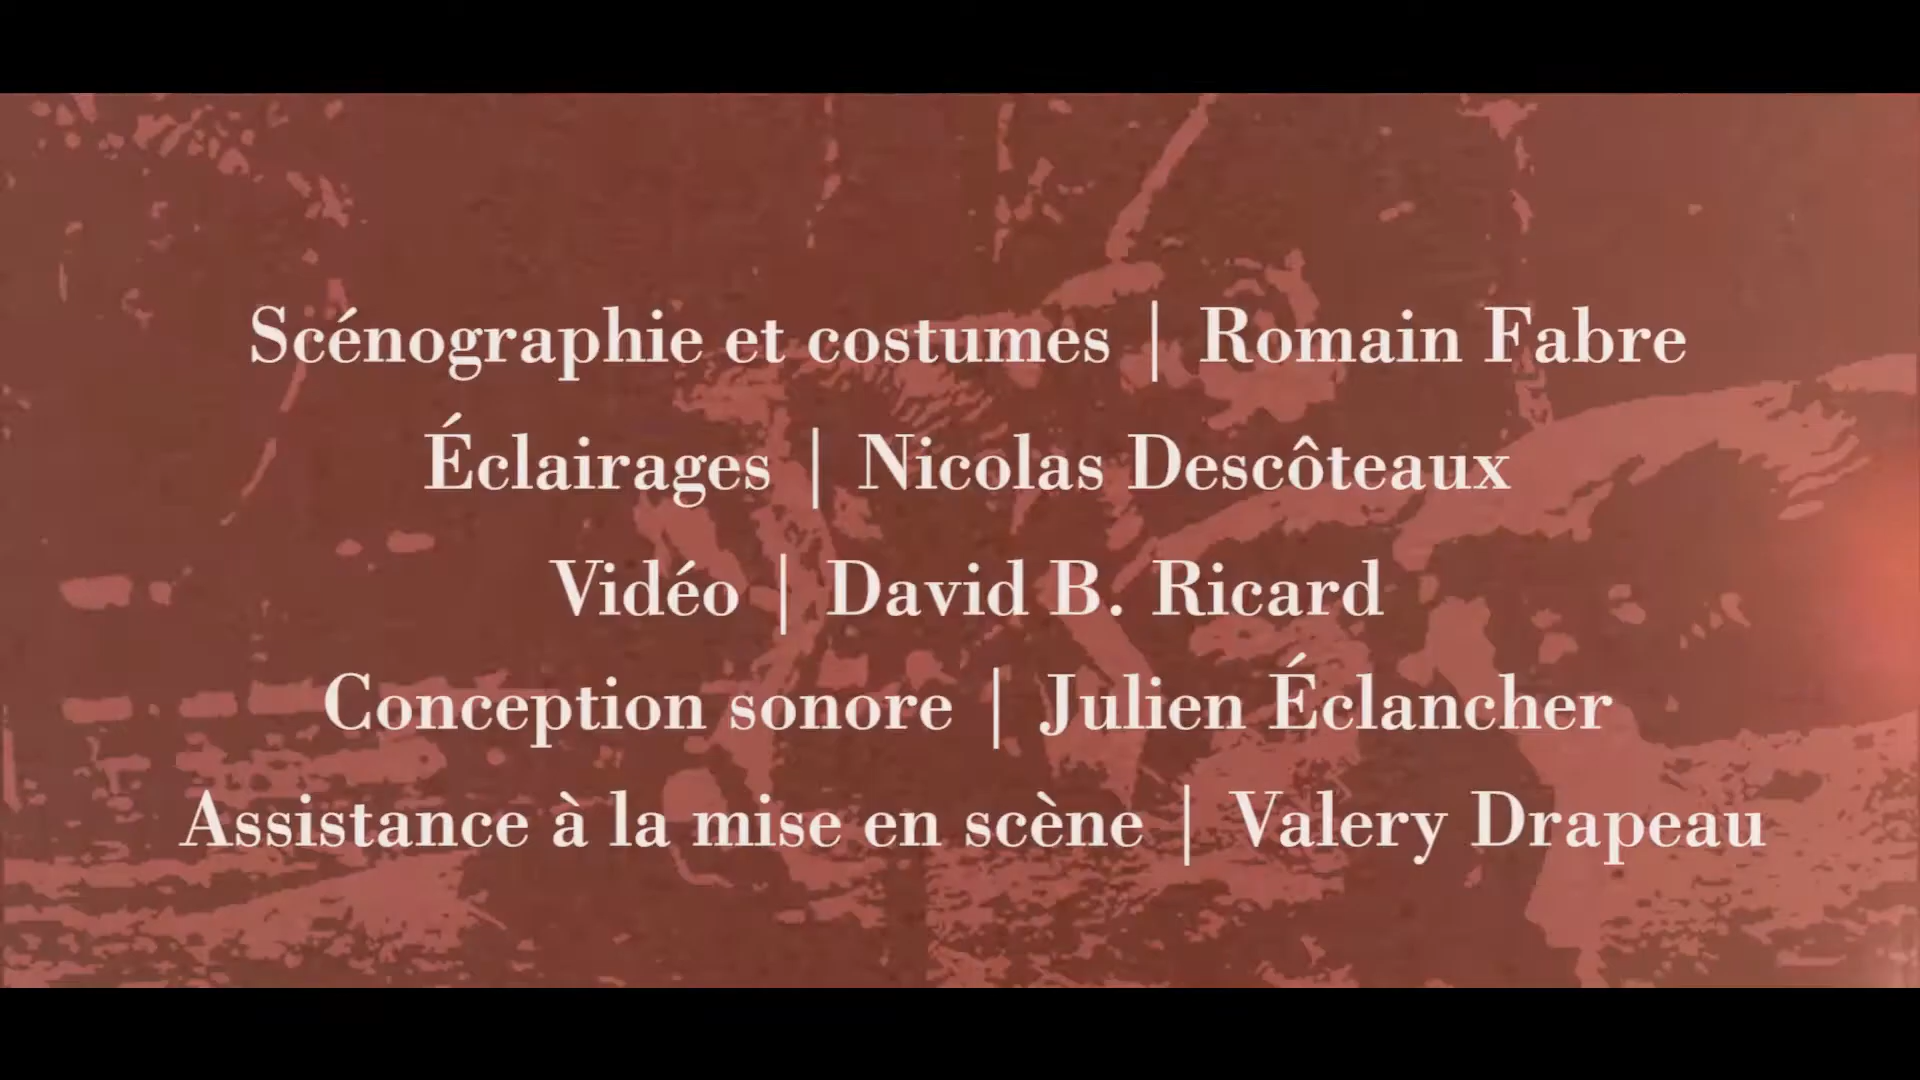 Scénographie et costumes | Romain Fabre
Éclairages | Nicolas Descôteaux
Vidéo | David B. Ricard
Conception sonore | Julien Éclancher
Assistance à la mise en scène | Valery Drapeau